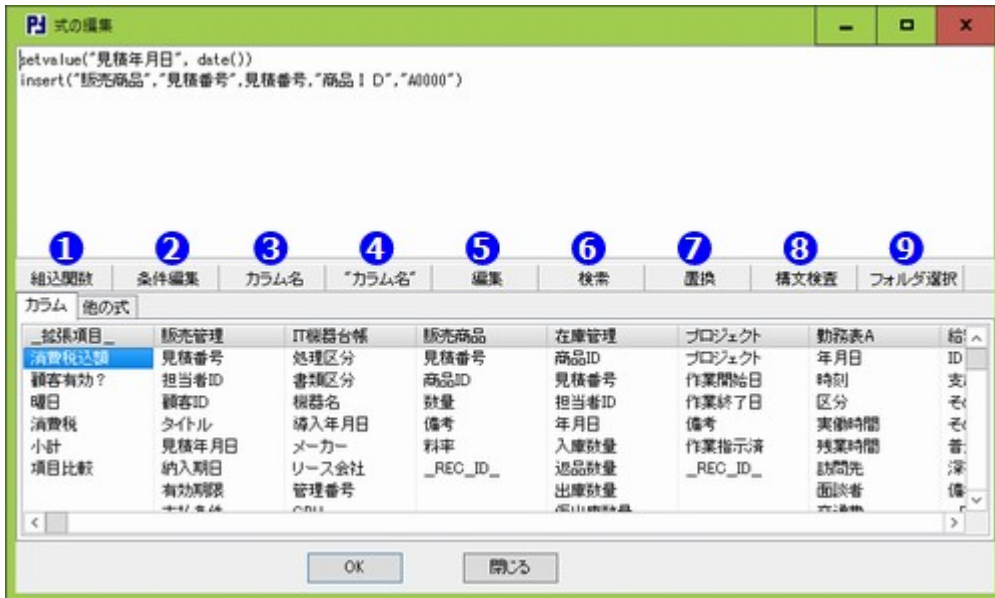 式の編集
setvalue("見積年月日", date())
insert("販売商品","見積番号",見積番号,"商品ＩＤ","A0000")
1 2 3 4 5 6 7 8 9
組込関数 条件編集 カラム名 "カラム名" 編集 検索 置換 構文検査 フォルダ選択
カラム 他の式
_拡張項目_ 販売管理 IT機器台帳 販売商品 在庫管理 プロジェクト 勤務表A
消費税込額 見積番号 処理区分 見積番号 商品ID プロジェクト 年月日 ID
顧客有効？ 担当者ID 書類区分 商品ID 見積番号 作業開始日 時刻
曜日 顧客ID 機器名 数量 担当者ID 作業終了日 区分
消費税 タイトル 導入年月日 備考 年月日 備考 実働時間
小計 見積年月日 メーカー 料率 入庫数量 作業指示済 残業時間
項目比較 納入期日 リース会社 _REC_ID_ 返品数量 _REC_ID_ 訪問先
有効期限 管理番号 出庫数量 面談者
OK 閉じる